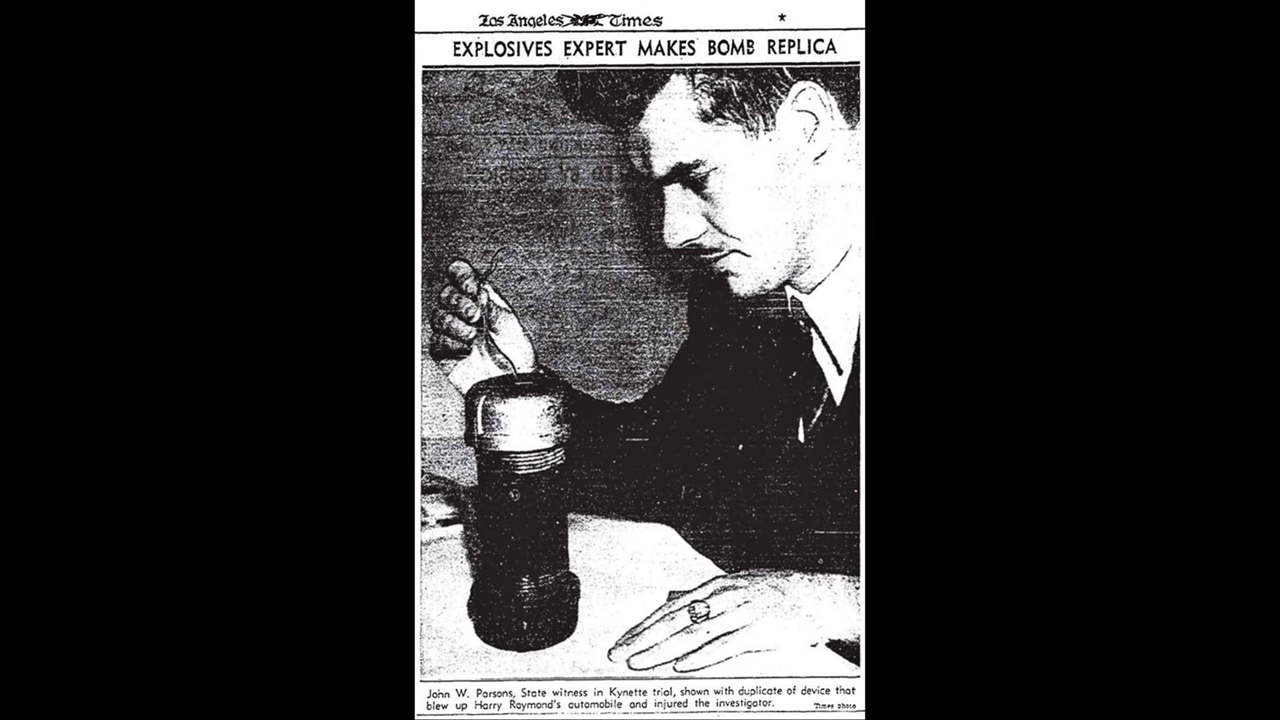 Los Angeles Times
EXPLOSIVES EXPERT MAKES BOMB REPLICA
John W. Parsons, State witness in Kynette trial, shown with duplicate of device that
blew up Harry Raymond's automobile and injured the investigator. Times photo